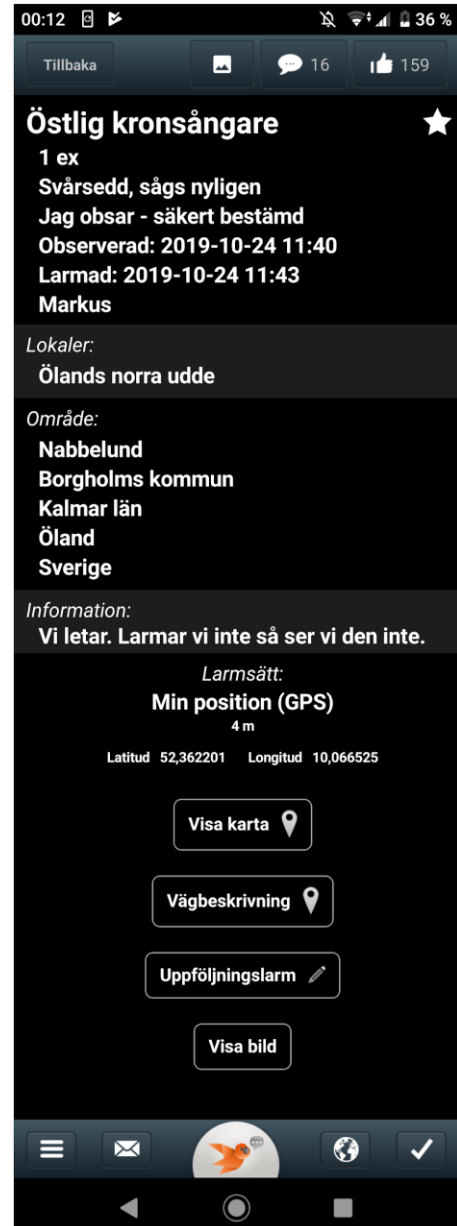 00:12 36 %
Tillbaka 16 159
Östlig kronsångare
1 ex
Svårsedd, sågs nyligen
Jag obsar - säkert bestämd
Observerad: 2019-10-24 11:40
Larmad: 2019-10-24 11:43
Markus
Lokaler:
Ölands norra udde
Område:
Nabbelund
Borgholms kommun
Kalmar län
Öland
Sverige
Information:
Vi letar. Larmar vi inte så ser vi den inte.
Larmsätt:
Min position (GPS)
4 m
Latitud 52,362201 Longitud 10,066525
Visa karta
Vägbeskrivning
Uppföljningslarm
Visa bild